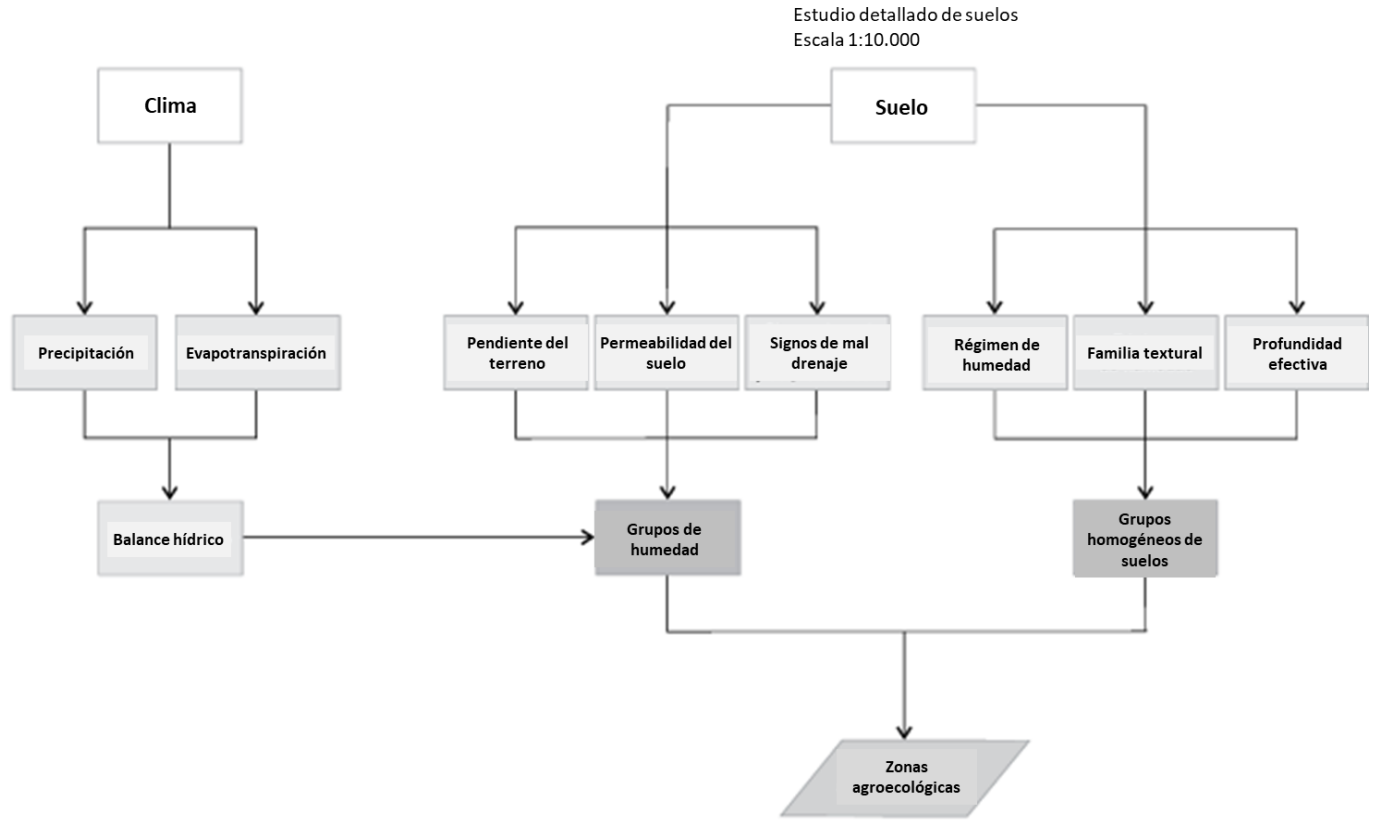 Estudio detallado de suelos
Escala 1:10.000
Clima
Suelo
Precipitación
Evapotranspiración
Pendiente del
terreno
Permeabilidad del
suelo
Signos de mal
drenaje
Régimen de
humedad
Familia textural
Profundidad
efectiva
Balance hídrico
Grupos de
humedad
Grupos
homogéneos de
suelos
Zonas
agroecológicas